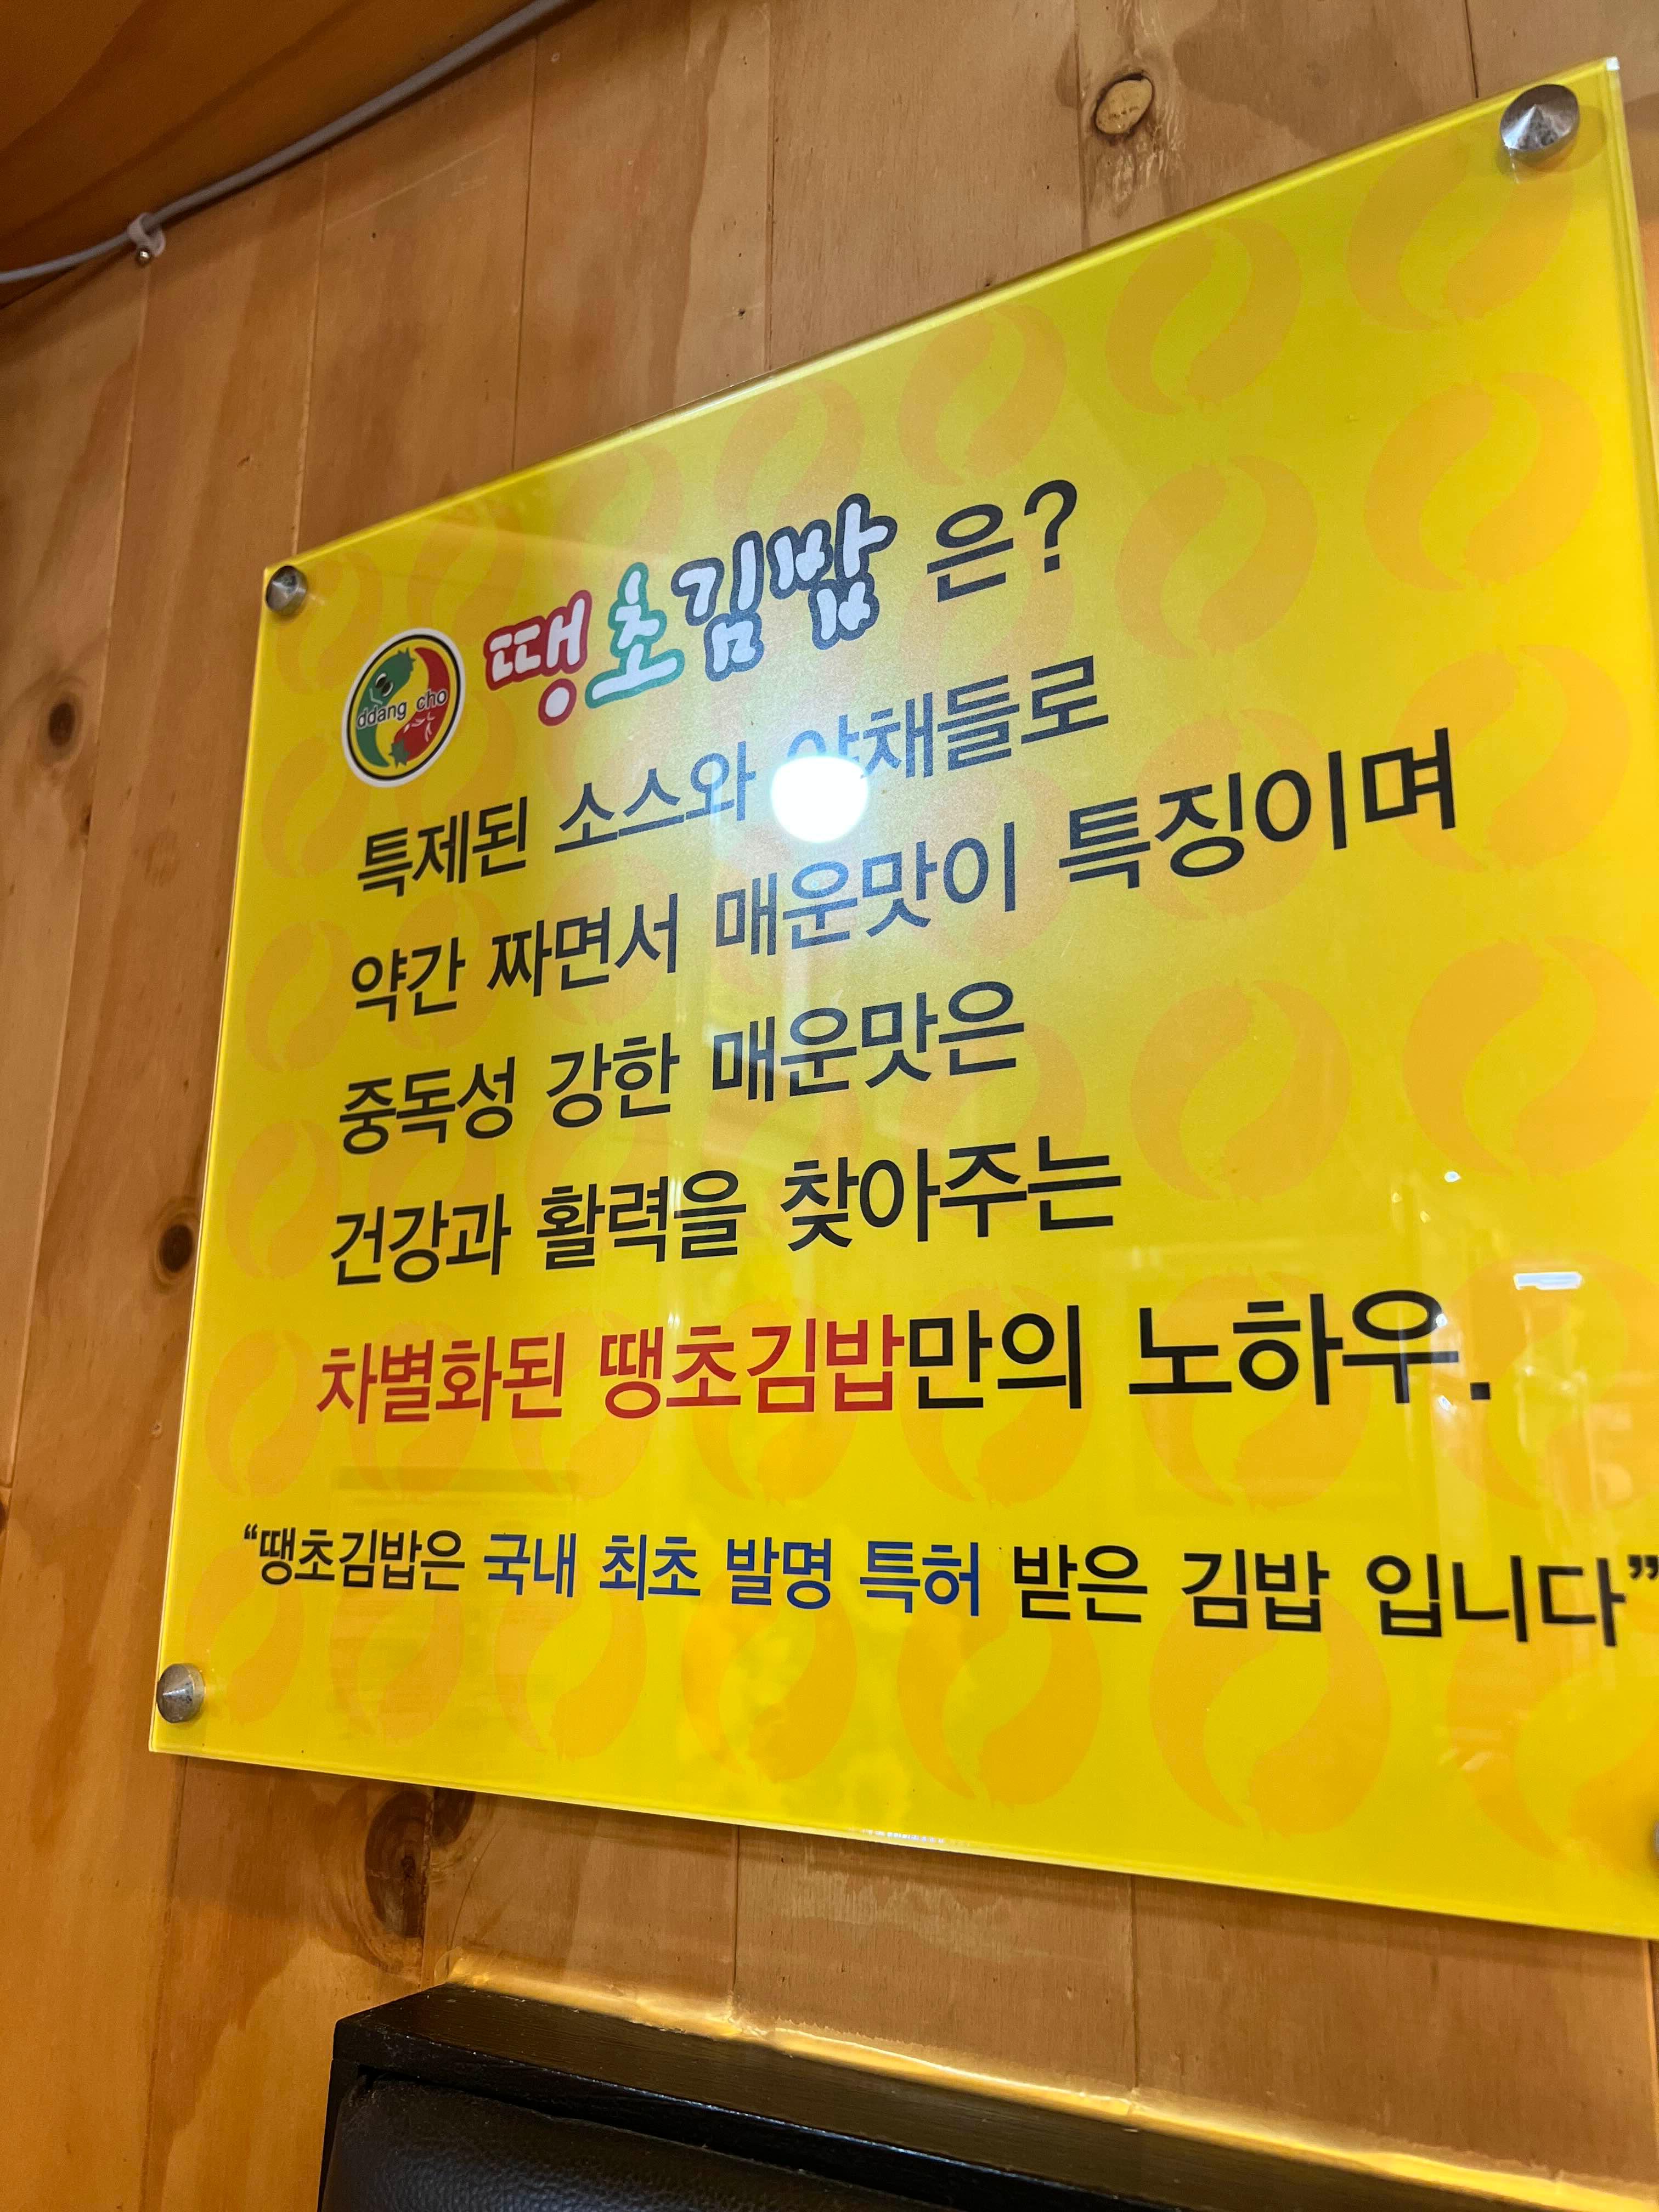 땡초김밥 은?
ddang cho
특제된 소스와 야채들로
약간 짜면서 매운맛이 특징이며
중독성 강한 매운맛은
건강과 활력을 찾아주는
차별화된 땡초김밥만의 노하우.
“땡초김밥은 국내 최초 발명 특허 받은 김밥 입니다”